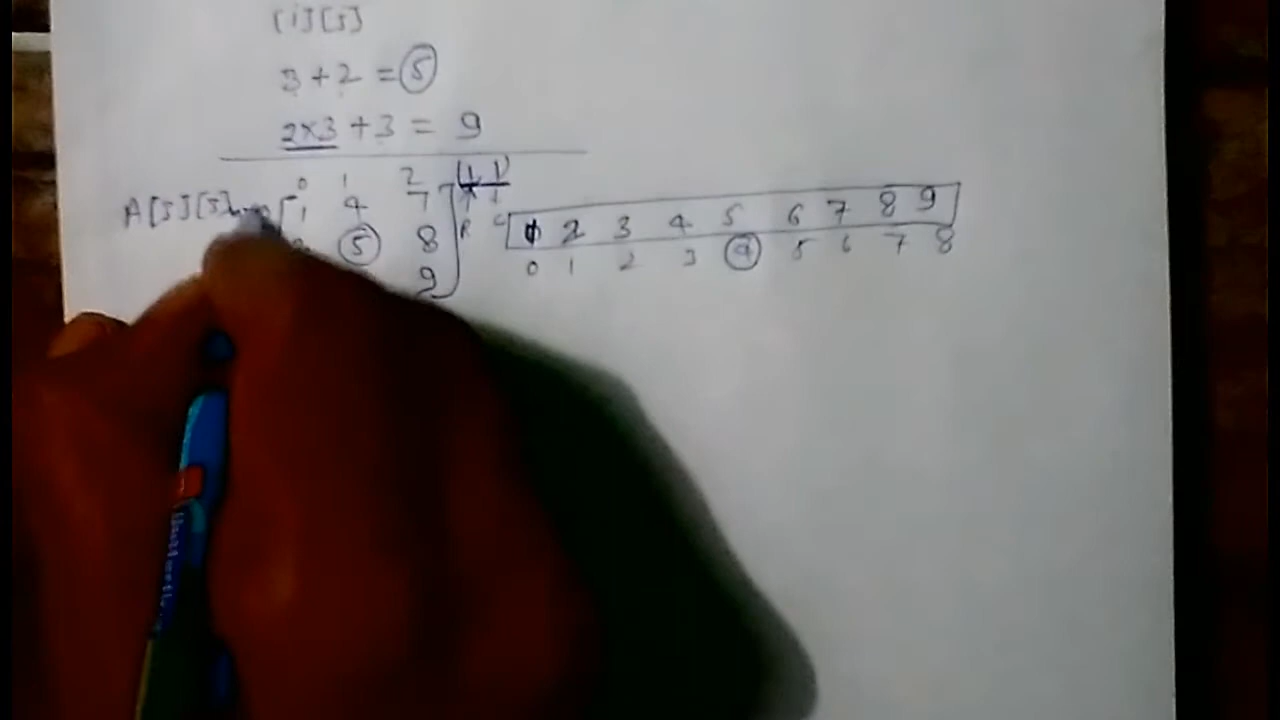 [i][j]
3+2 = 5
2×3 + 3 = 9
0 1 2
A[3][3] 1 4 7
5 8
9
R C
1 2 3 4 5 6 7 8 9
0 1 2 3 4 5 6 7 8